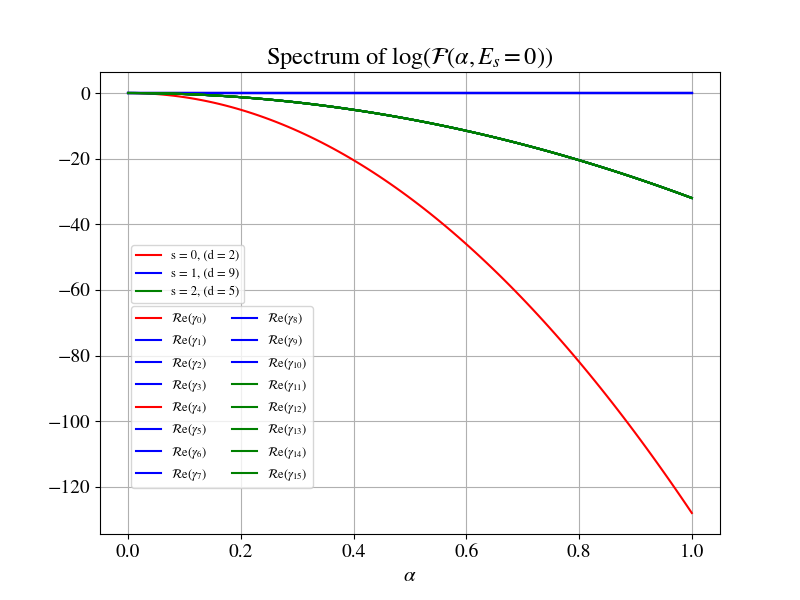 Spectrum of log(ℱ(α, E_s = 0))
0
−20
−40
−60
−80
−100
−120
s = 0, (d = 2)
s = 1, (d = 9)
s = 2, (d = 5)
ℛe(γ₀) ℛe(γ₈)
ℛe(γ₁) ℛe(γ₉)
ℛe(γ₂) ℛe(γ₁₀)
ℛe(γ₃) ℛe(γ₁₁)
ℛe(γ₄) ℛe(γ₁₂)
ℛe(γ₅) ℛe(γ₁₃)
ℛe(γ₆) ℛe(γ₁₄)
ℛe(γ₇) ℛe(γ₁₅)
0.0 0.2 0.4 0.6 0.8 1.0
α